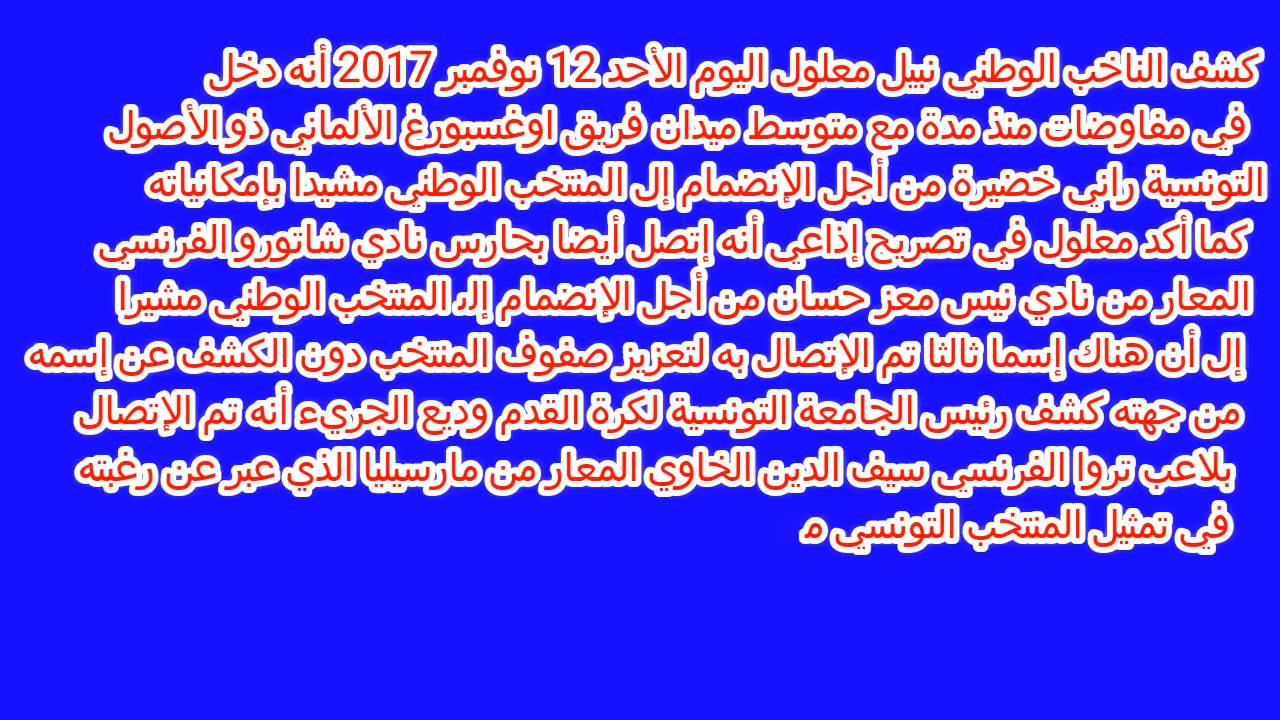 كشف الناخب الوطني نبيل معلول اليوم الأحد 12 نوفمبر 2017 أنه دخل
في مفاوضات منذ مدة مع متوسط ميدان فريق اوغسبورغ الألماني ذو الأصول
التونسية راني خضيرة من أجل الإنضمام إل المنتخب الوطني مشيدا بإمكانياته
كما أكد معلول في تصريح إذاعي أنه إتصل أيضا بحارس نادي شاتورو الفرنسي
المعار من نادي نيس معز حسان من أجل الإنضمام إلى المنتخب الوطني مشيرا
إل أن هناك إسما ثالثا تم الإتصال به لتعزيز صفوف المنتخب دون الكشف عن إسمه
من جهته كشف رئيس الجامعة التونسية لكرة القدم وديع الجريء أنه تم الإتصال
بلاعب تروا الفرنسي سيف الدين الخاوي المعار من مارسيليا الذي عبر عن رغبته
في تمثيل المنتخب التونسي م